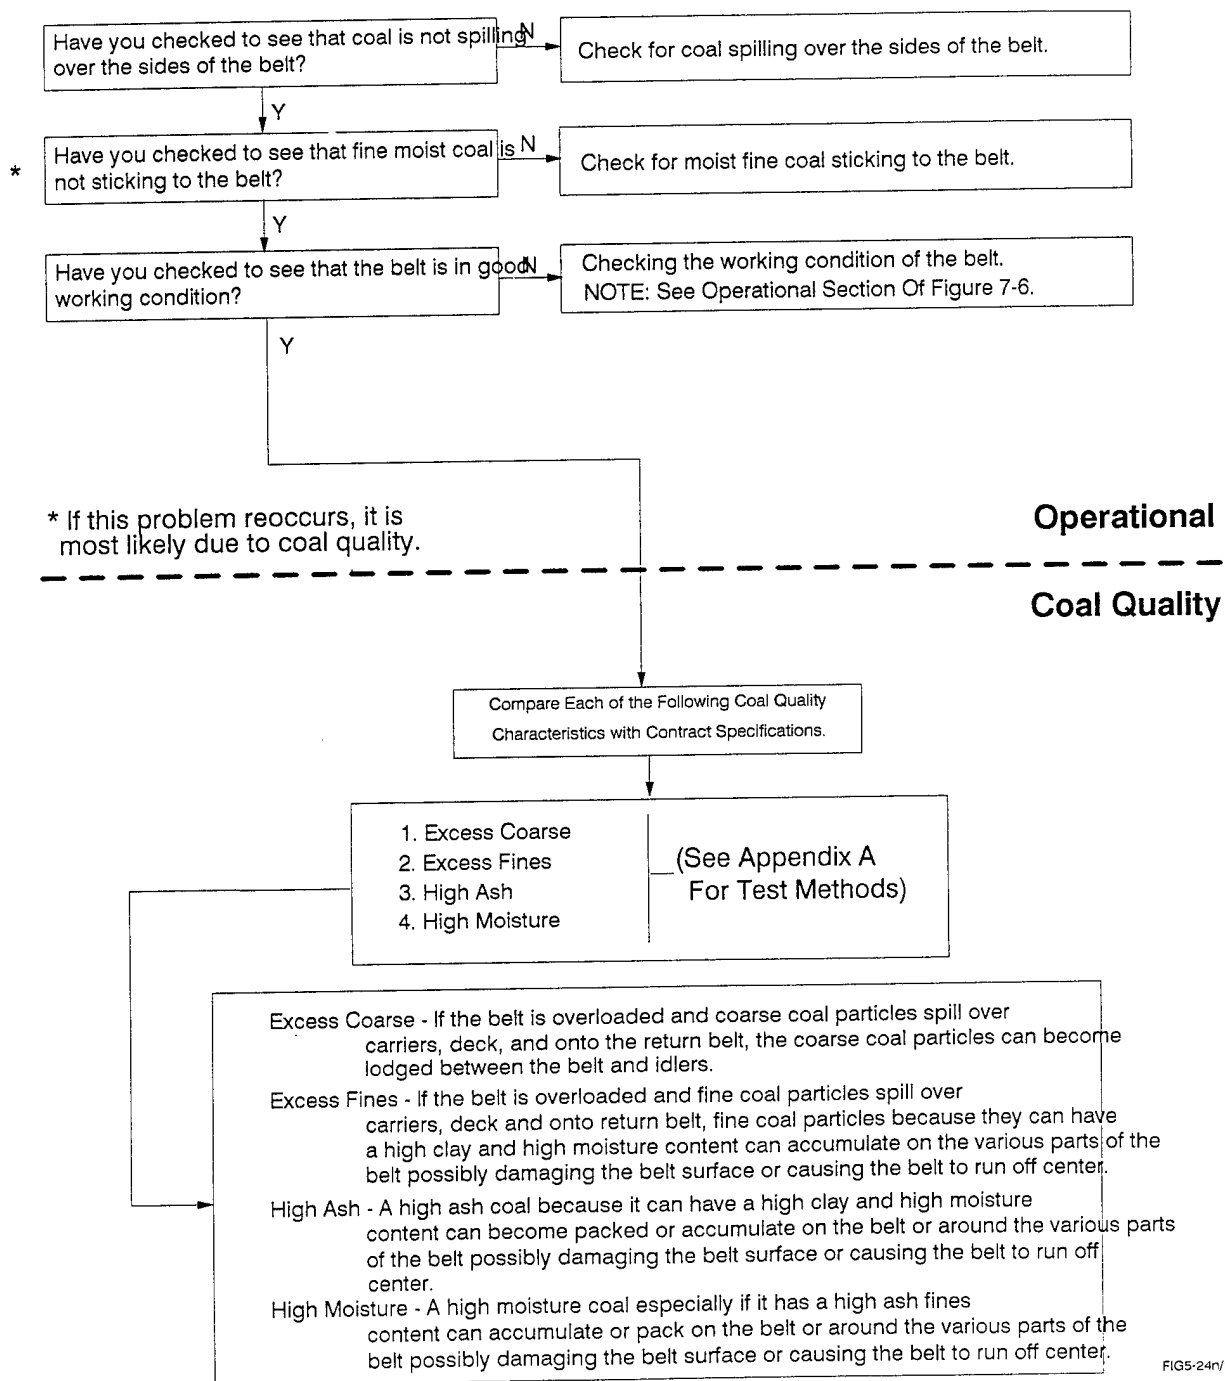 Have you checked to see that coal is not spilling
over the sides of the belt?
N
Check for coal spilling over the sides of the belt.
Y
*
Have you checked to see that fine moist coal is
not sticking to the belt?
N
Check for moist fine coal sticking to the belt.
Y
Have you checked to see that the belt is in good
working condition?
N
Checking the working condition of the belt.
NOTE: See Operational Section Of Figure 7-6.
Y
* If this problem reoccurs, it is
most likely due to coal quality.
Operational
Coal Quality
Compare Each of the Following Coal Quality
Characteristics with Contract Specifications.
1. Excess Coarse
2. Excess Fines
3. High Ash
4. High Moisture
(See Appendix A
For Test Methods)
Excess Coarse - If the belt is overloaded and coarse coal particles spill over
carriers, deck, and onto the return belt, the coarse coal particles can become
lodged between the belt and idlers.
Excess Fines - If the belt is overloaded and fine coal particles spill over
carriers, deck and onto return belt, fine coal particles because they can have
a high clay and high moisture content can accumulate on the various parts of the
belt possibly damaging the belt surface or causing the belt to run off center.
High Ash - A high ash coal because it can have a high clay and high moisture
content can become packed or accumulate on the belt or around the various parts
of the belt possibly damaging the belt surface or causing the belt to run off
center.
High Moisture - A high moisture coal especially if it has a high ash fines
content can accumulate or pack on the belt or around the various parts of the
belt possibly damaging the belt surface or causing the belt to run off center.
FIG5-24n/